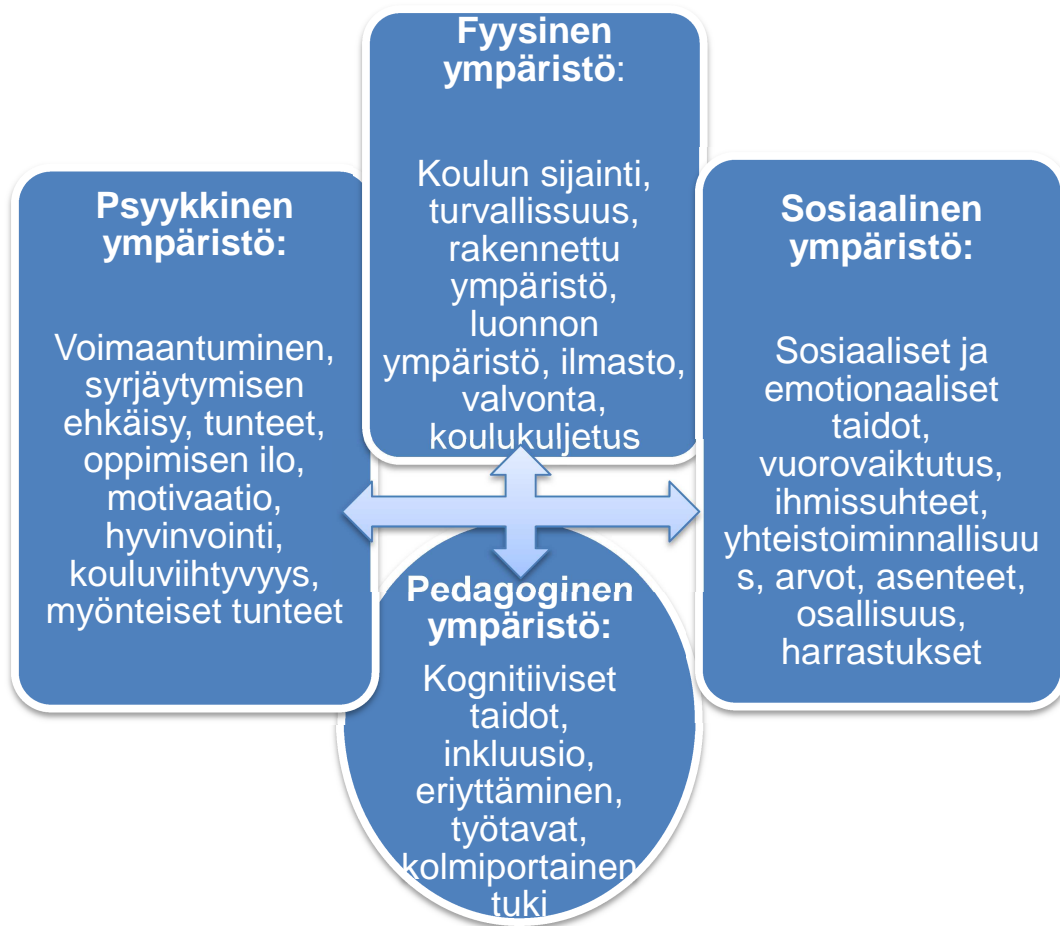 Fyysinen
ympäristö:
Koulun sijainti,
turvallisuus,
rakennettu
ympäristö,
luonnon
ympäristö, ilmasto,
valvonta,
koulukuljetus
Psyykkinen
ympäristö:
Voimaantuminen,
syrjäytymisen
ehkäisy, tunteet,
oppimisen ilo,
motivaatio,
hyvinvointi,
kouluviihtyvyys,
myönteiset tunteet
Sosiaalinen
ympäristö:
Sosiaaliset ja
emotionaaliset
taidot,
vuorovaiktutus,
ihmissuhteet,
yhteistoiminnallisuu
s, arvot, asenteet,
osallisuus,
harrastukset
Pedagoginen
ympäristö:
Kognitiiviset
taidot,
inkluusio,
eriyttäminen,
työtavat,
kolmiportainen
tuki